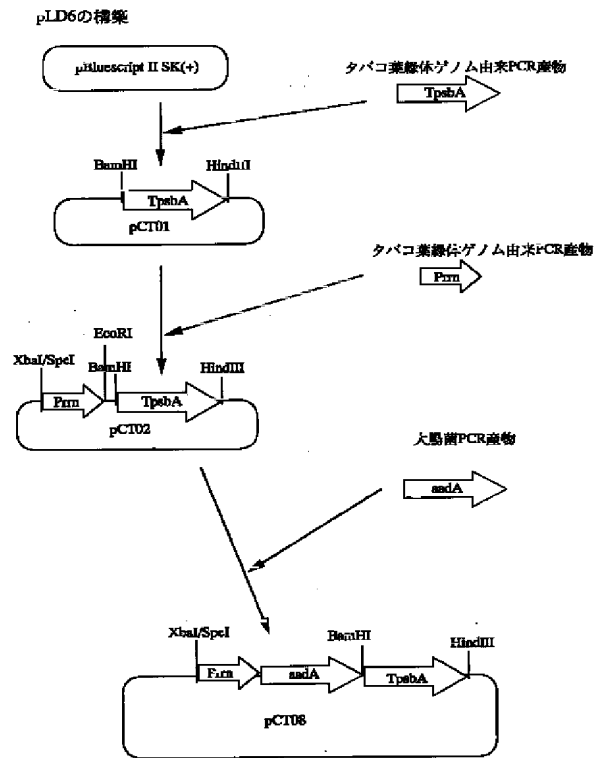 pLD6の構築
pBluescript II SK(+)
タバコ葉緑体ゲノム由来PCR産物
TpsbA
BamHI
HindIII
TpsbA
pCT01
タバコ葉緑体ゲノム由来PCR産物
Prrn
EcoRI
XbaI/SpeI
BamHI
HindIII
Prrn
TpsbA
pCT02
大腸菌PCR産物
aadA
XbaI/SpeI
BamHI
HindIII
Prrn
aadA
TpsbA
pCT08